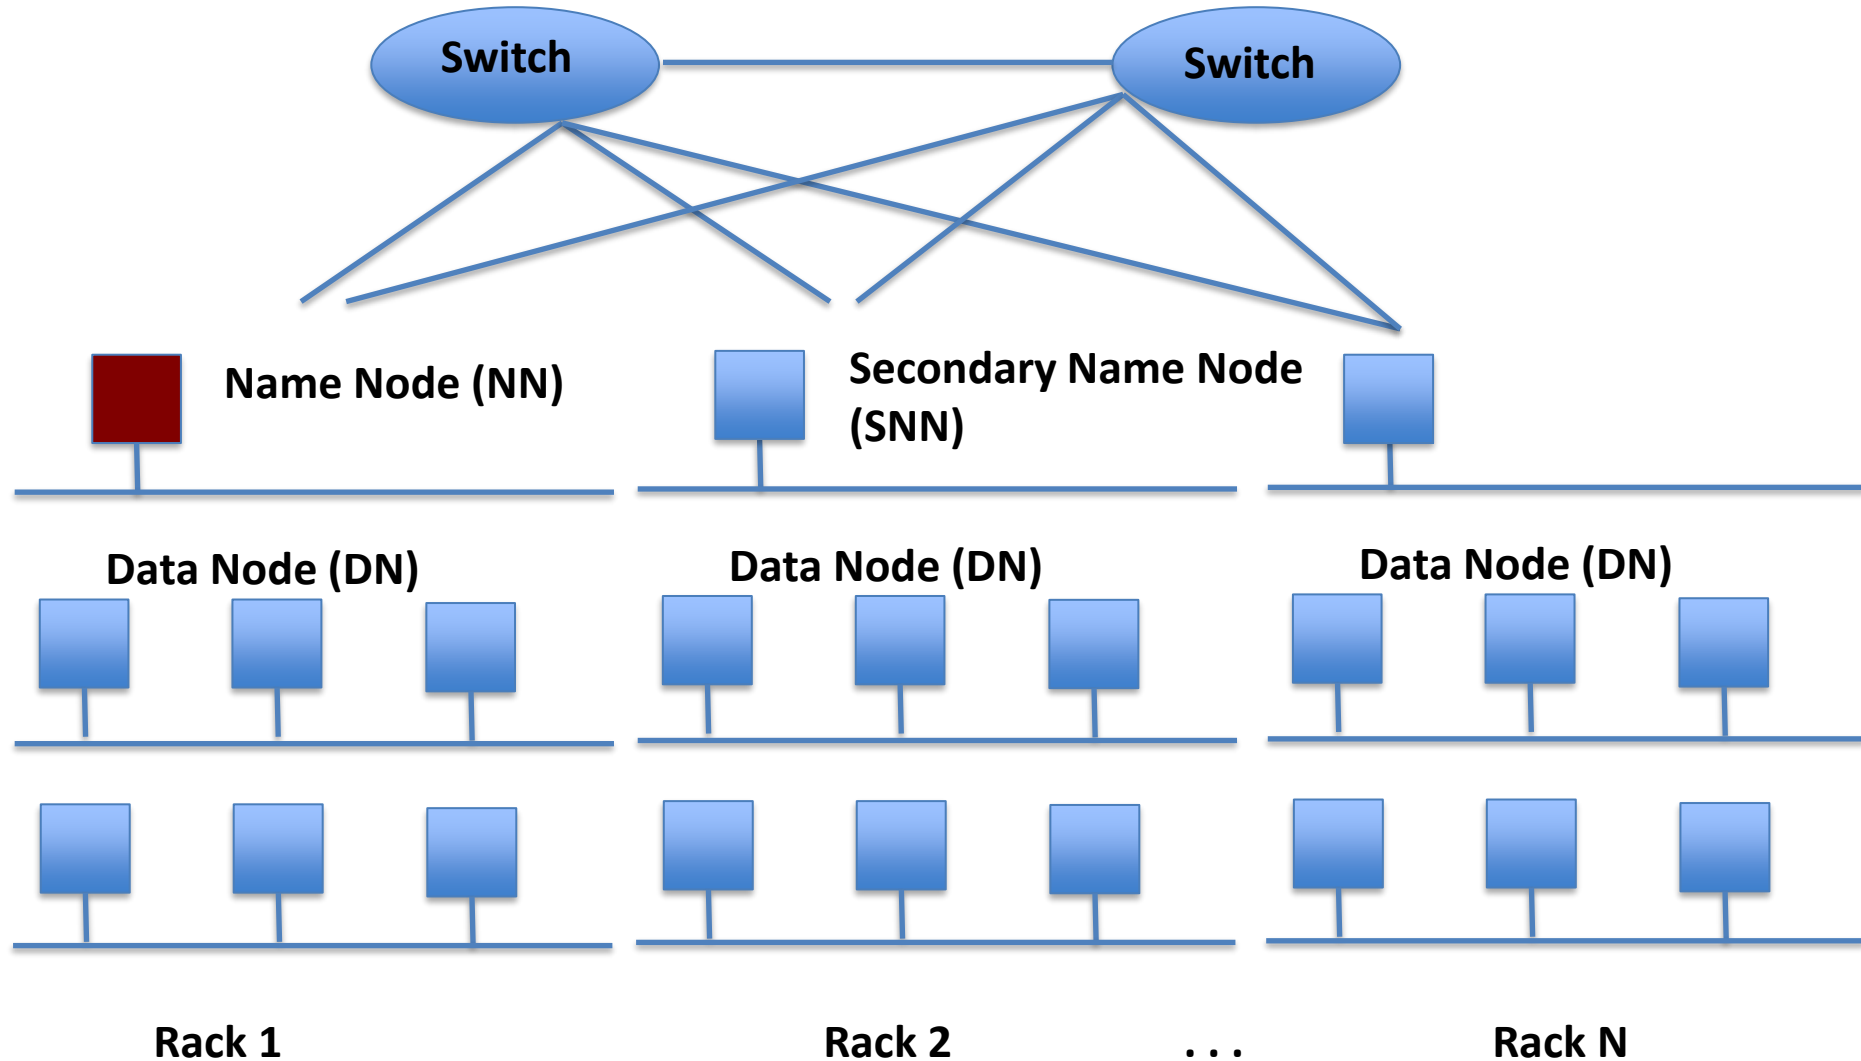 Switch
Switch
Name Node (NN)
Secondary Name Node
(SNN)
Data Node (DN)
Data Node (DN)
Data Node (DN)
Rack 1
Rack 2
. . .
Rack N